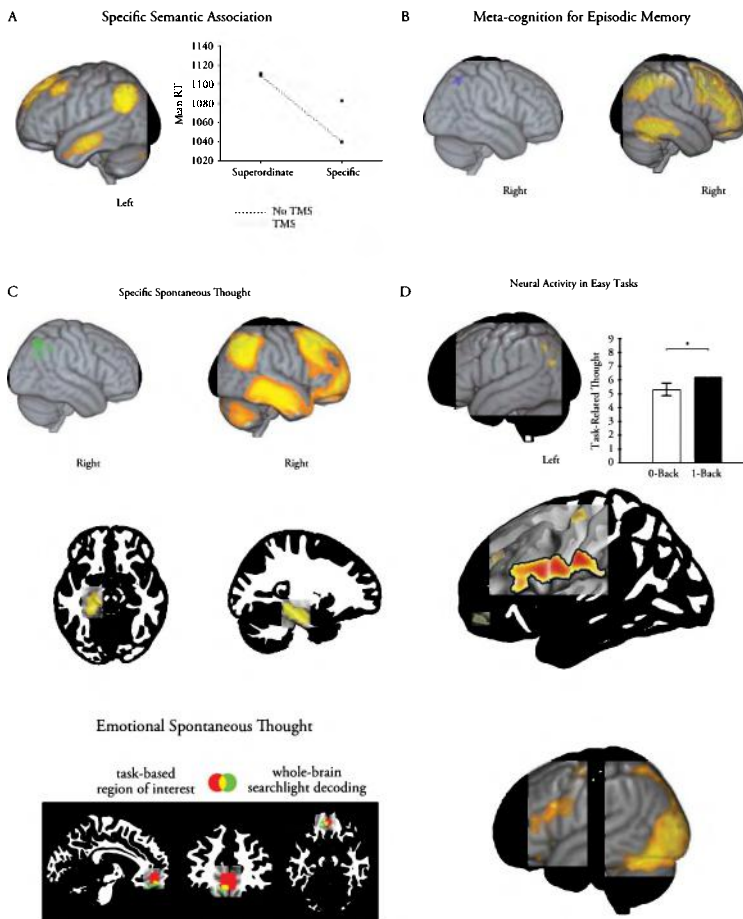 A
Specific Semantic Association
1140
1120
1100
1080
1060
1040
1020
Mean RT
Superordinate
Specific
Left
No TMS
TMS
B
Meta-cognition for Episodic Memory
Right
Right
C
Specific Spontaneous Thought
Right
Right
D
Neural Activity in Easy Tasks
Left
Task-Related Thought
9
8
7
6
5
4
3
2
1
0
*
0-Back
1-Back
Emotional Spontaneous Thought
task-based
region of interest
whole-brain
searchlight decoding